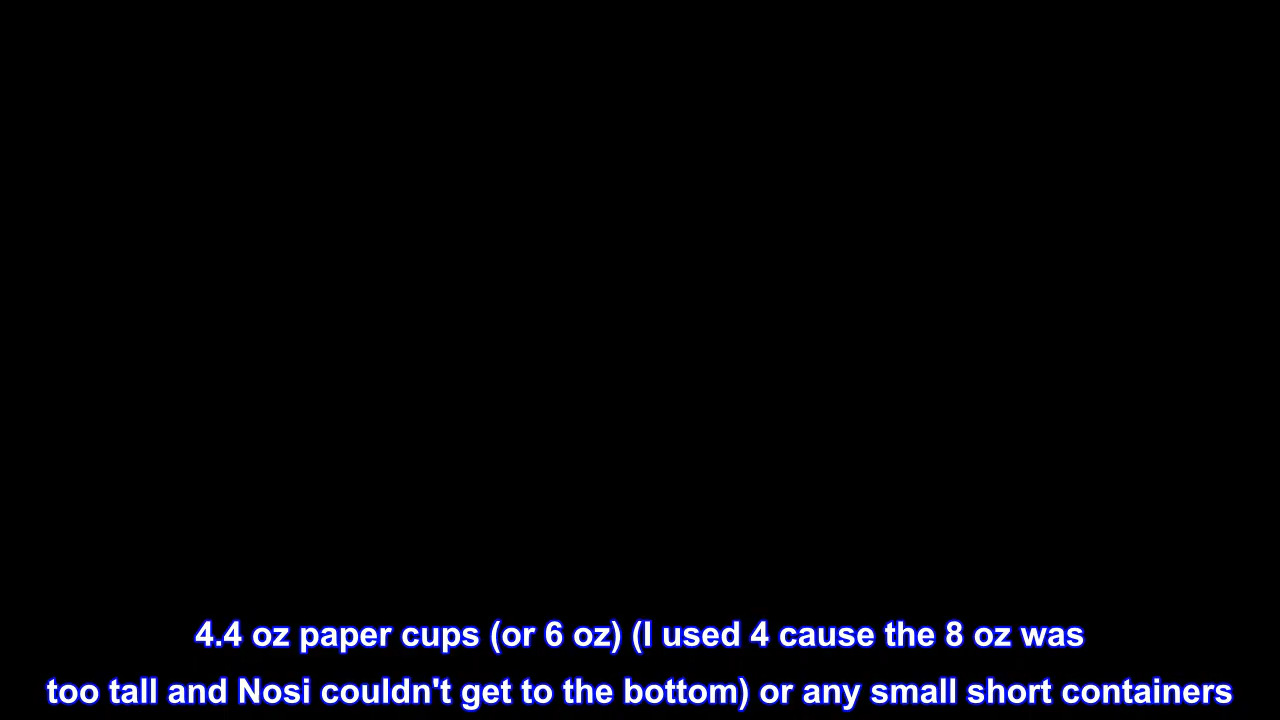 4.4 oz paper cups (or 6 oz) (I used 4 cause the 8 oz was
too tall and Nosi couldn't get to the bottom) or any small short containers